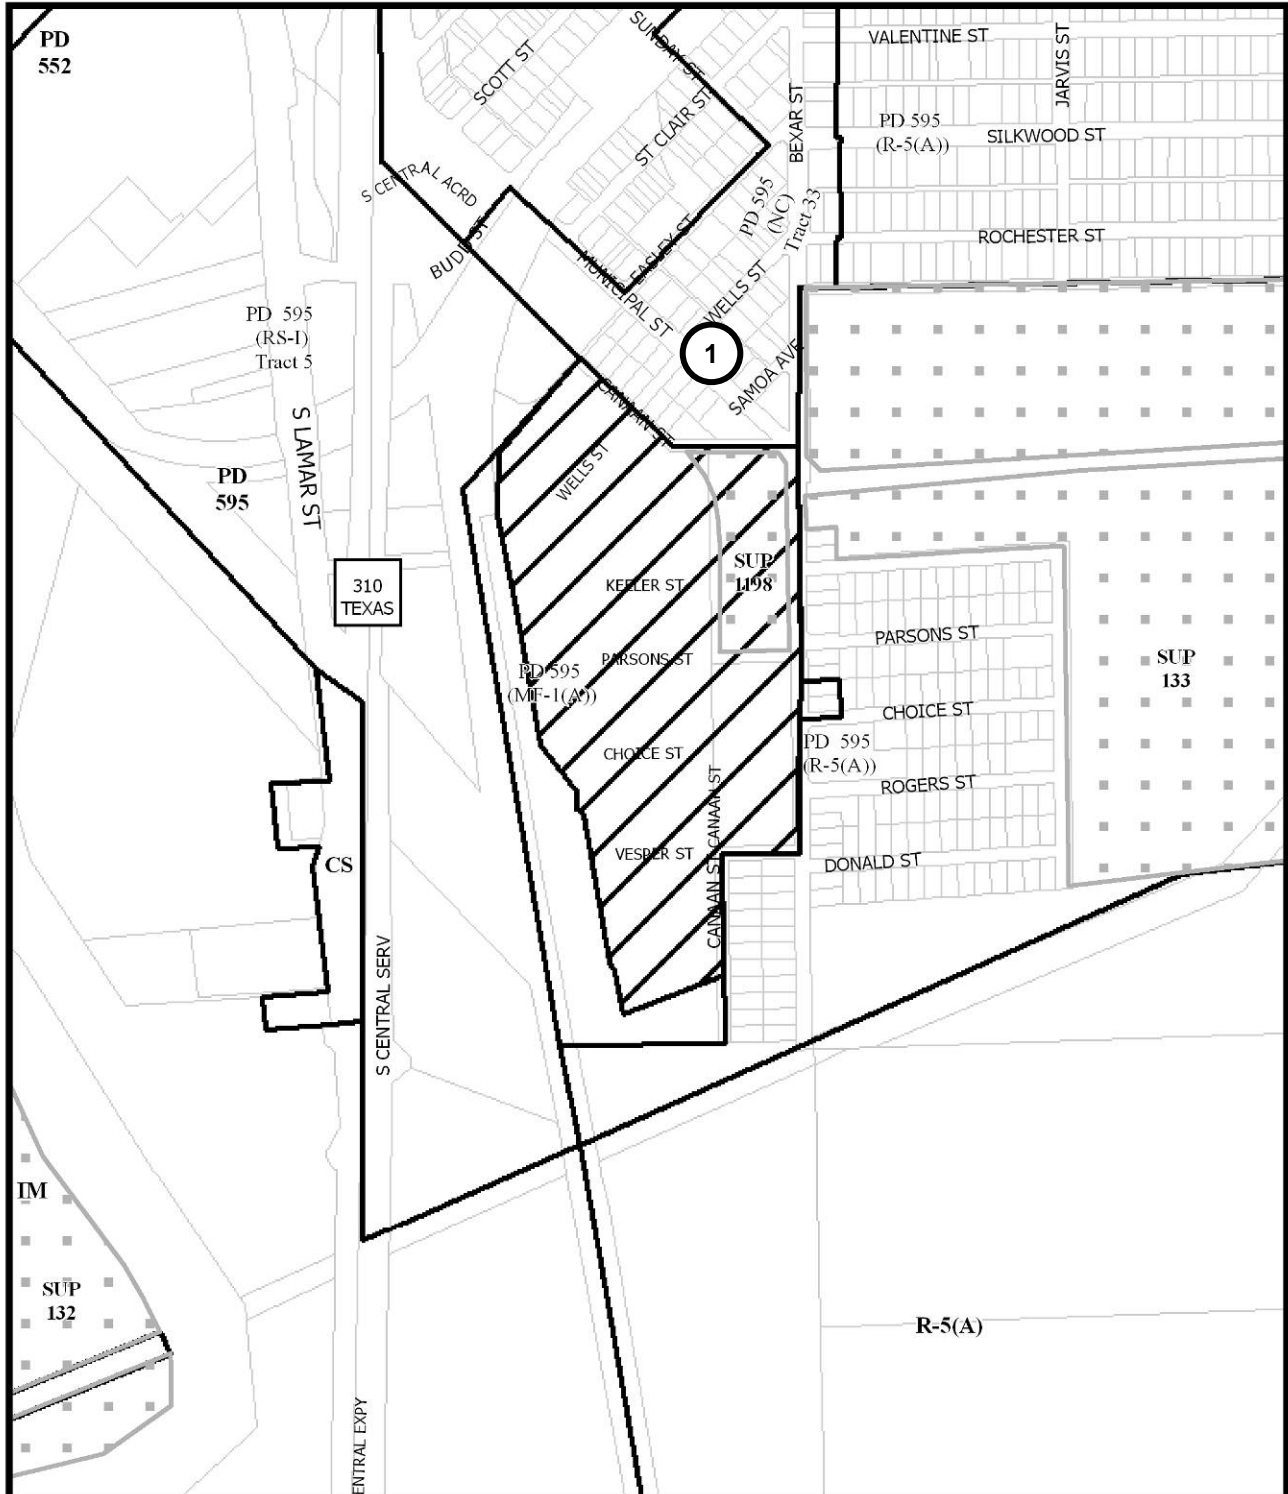 PD
552
SCOTT ST
SUNDAY ST
VALENTINE ST
JARVIS ST
BEXAR ST
PD 595
(R-5(A))
SILKWOOD ST
ST CLAIR ST
S CENTRAL ACRD
PD 595
(NC)
Tract 33
ROCHESTER ST
BUDD ST
EASLEY ST
MUNICIPAL ST
WELLS ST
PD 595
(RS-I)
Tract 5
1
SAMOA AVE
CANAAN ST
S LAMAR ST
WELLS ST
PD
595
310
TEXAS
KEELER ST
SUP
1198
PARSONS ST
PARSONS ST
SUP
133
PD 595
(MF-1(A))
CHOICE ST
CHOICE ST
PD 595
(R-5(A))
CANAAN ST
ROGERS ST
VESPER ST
DONALD ST
CS
CANAAN ST
S CENTRAL SERV
IM
SUP
132
R-5(A)
ENTRAL EXPY